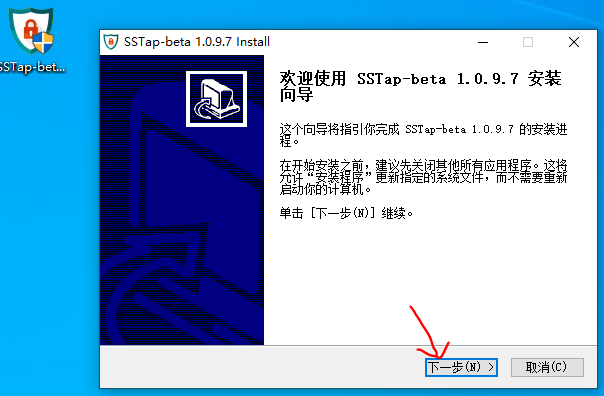 SSTap-beta 1.0.9.7 Install
SSTap-bet...
欢迎使用 SSTap-beta 1.0.9.7 安装
向导
这个向导将指引你完成 SSTap-beta 1.0.9.7 的安装进
程。
在开始安装之前，建议先关闭其他所有应用程序。这将
允许“安装程序”更新指定的系统文件，而不需要重新
启动你的计算机。
单击 [下一步(N)] 继续。
下一步(N) >
取消(C)